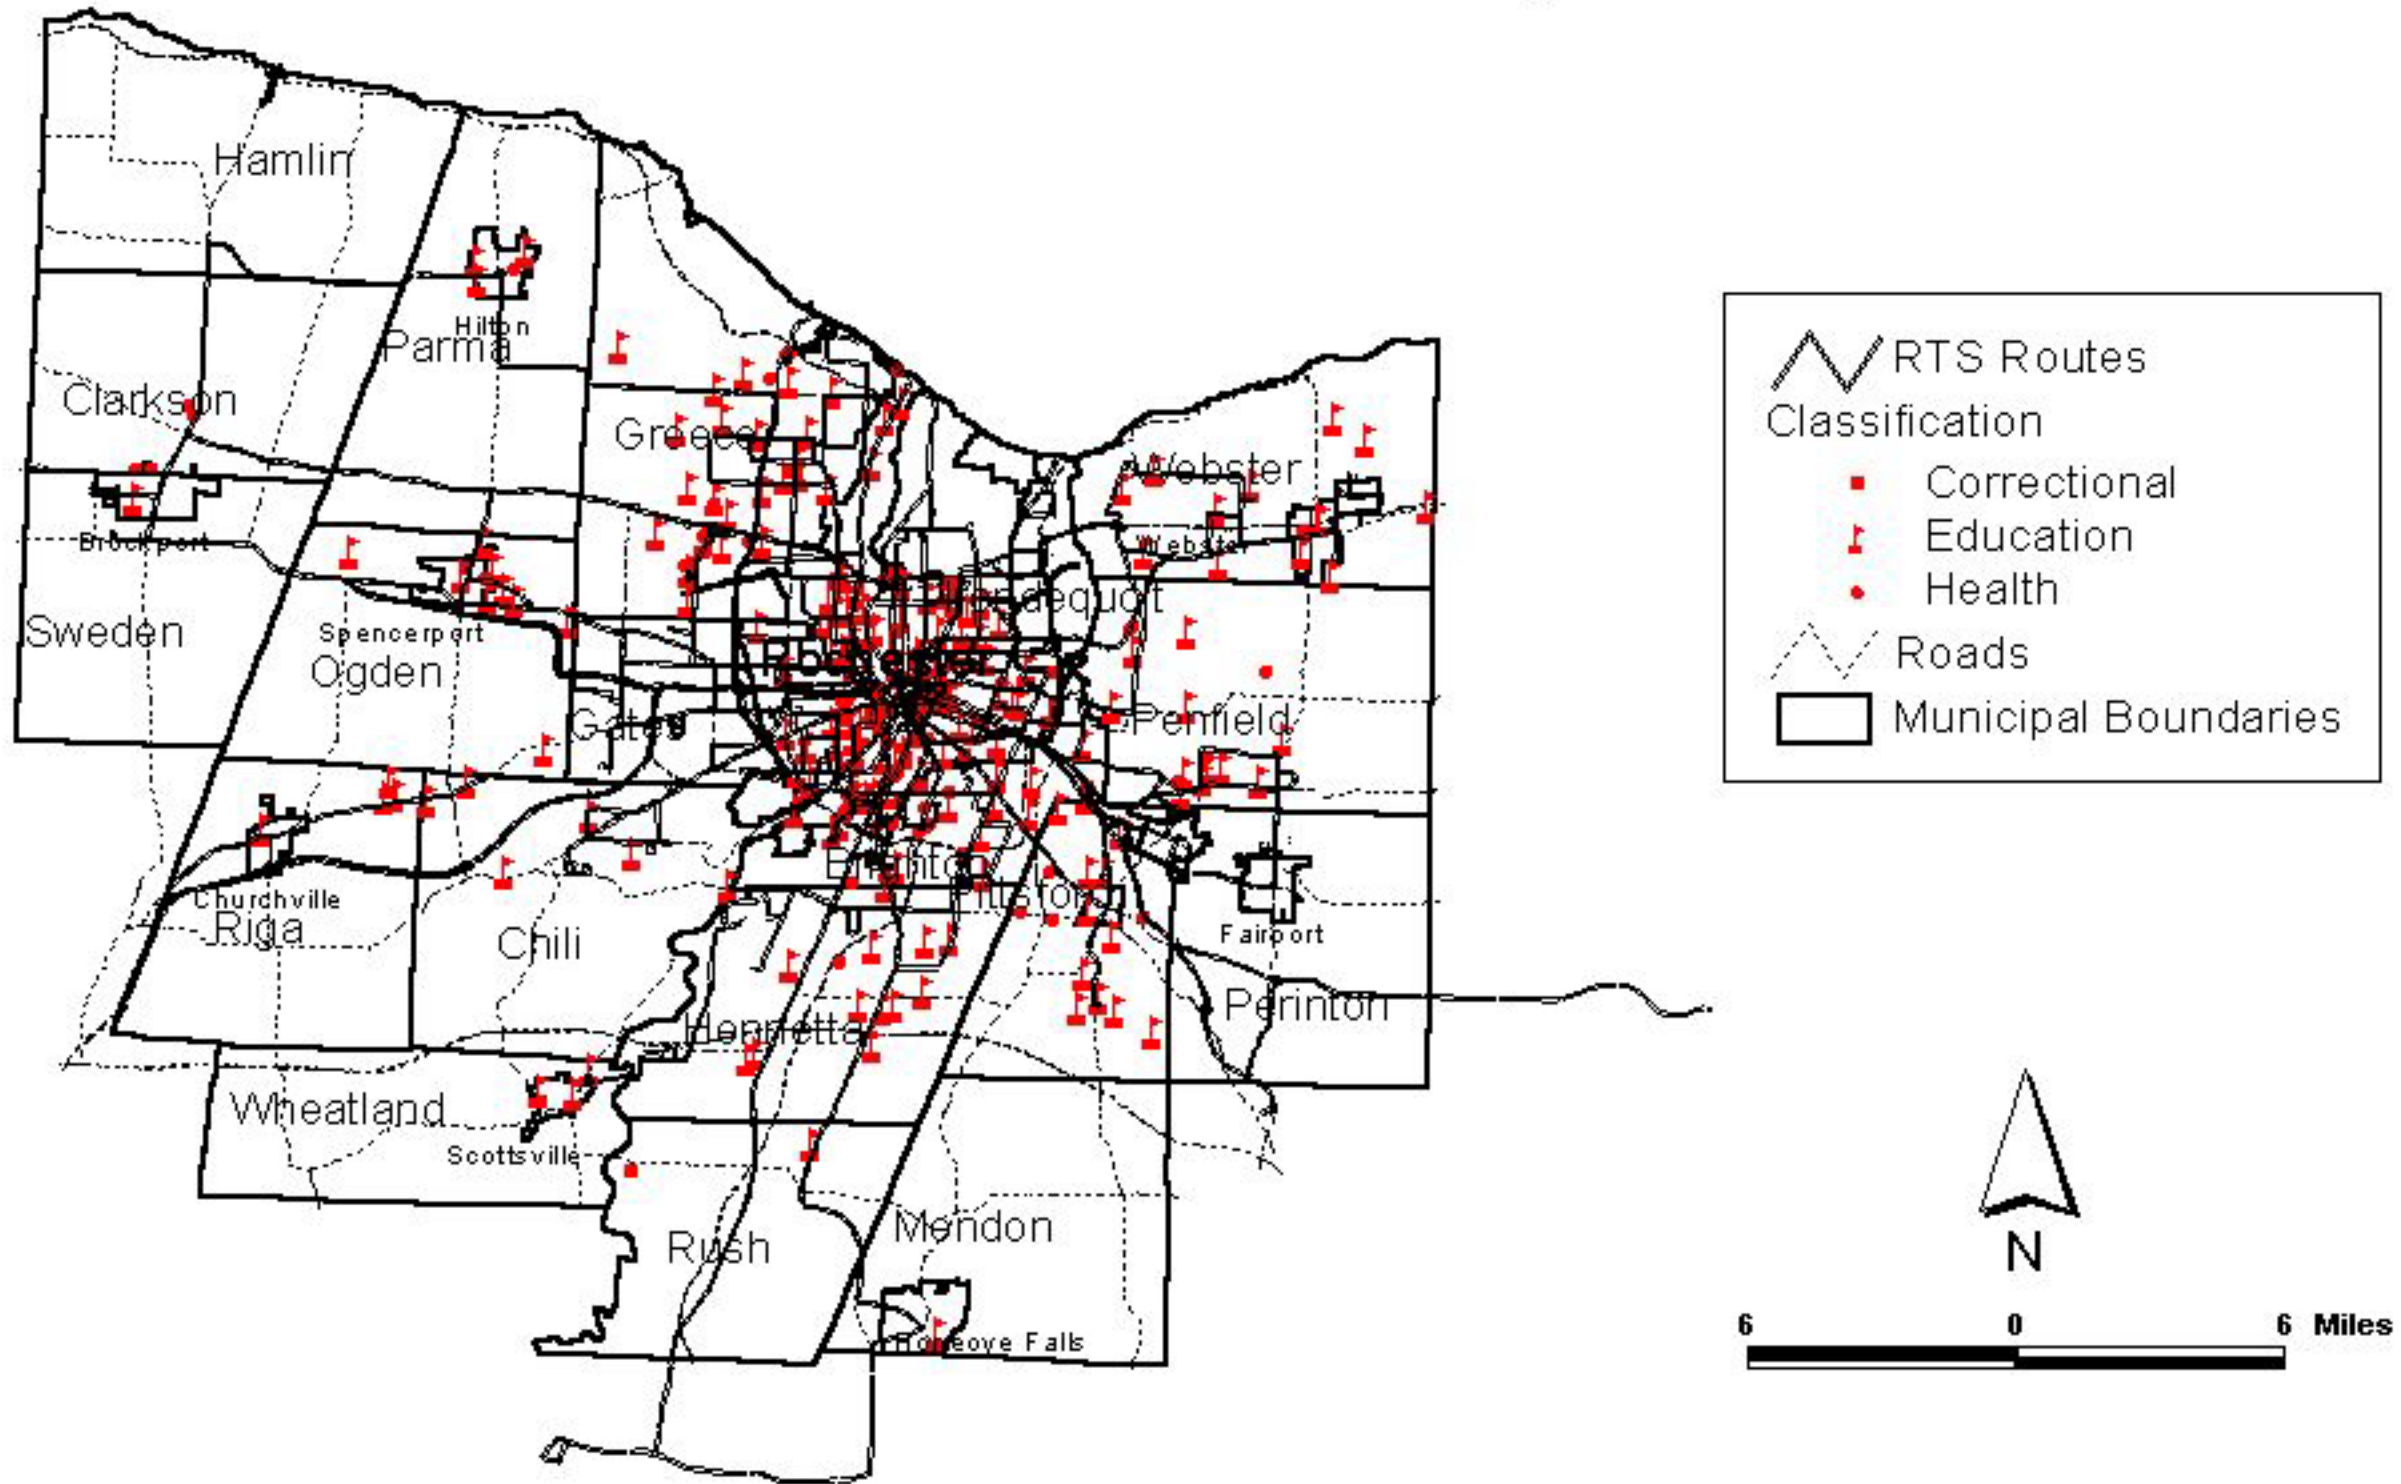 Hamlin
Hilton
Parma
Clarkson
Greece
Webster
Brockport
Webster
Sweden
Spencerport
Ogden
Irondequoit
Rochester
Gates
Penfield
Brighton
Pittsford
Churchville
Riga
Chili
Fairport
Perinton
Henrietta
Wheatland
Scottsville
Rush
Mendon
Honeoye Falls
RTS Routes
Classification
Correctional
Education
Health
Roads
Municipal Boundaries
N
6 0 6 Miles